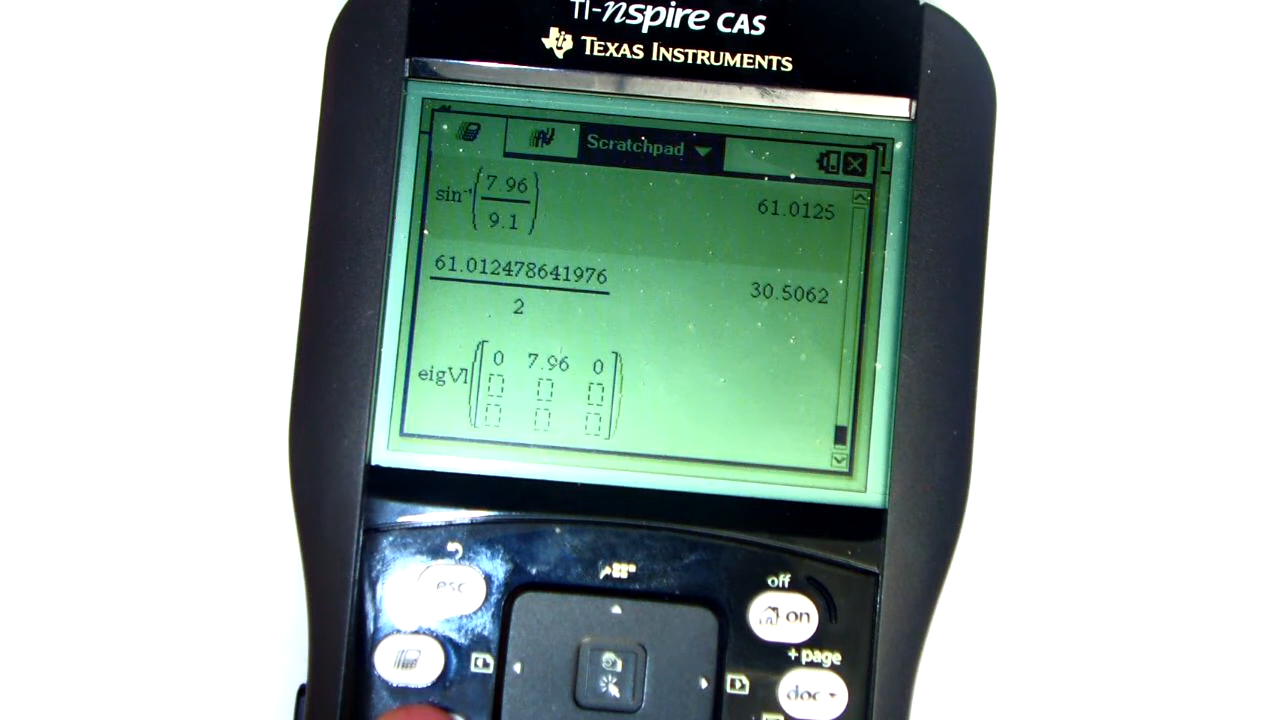 TI-nspire CAS
TEXAS INSTRUMENTS
Scratchpad
sin⁻¹(7.96/9.1) 61.0125
61.012478641976/2 30.5062
eigVl([0 7.96 0])
esc
off
on
+ page
doc